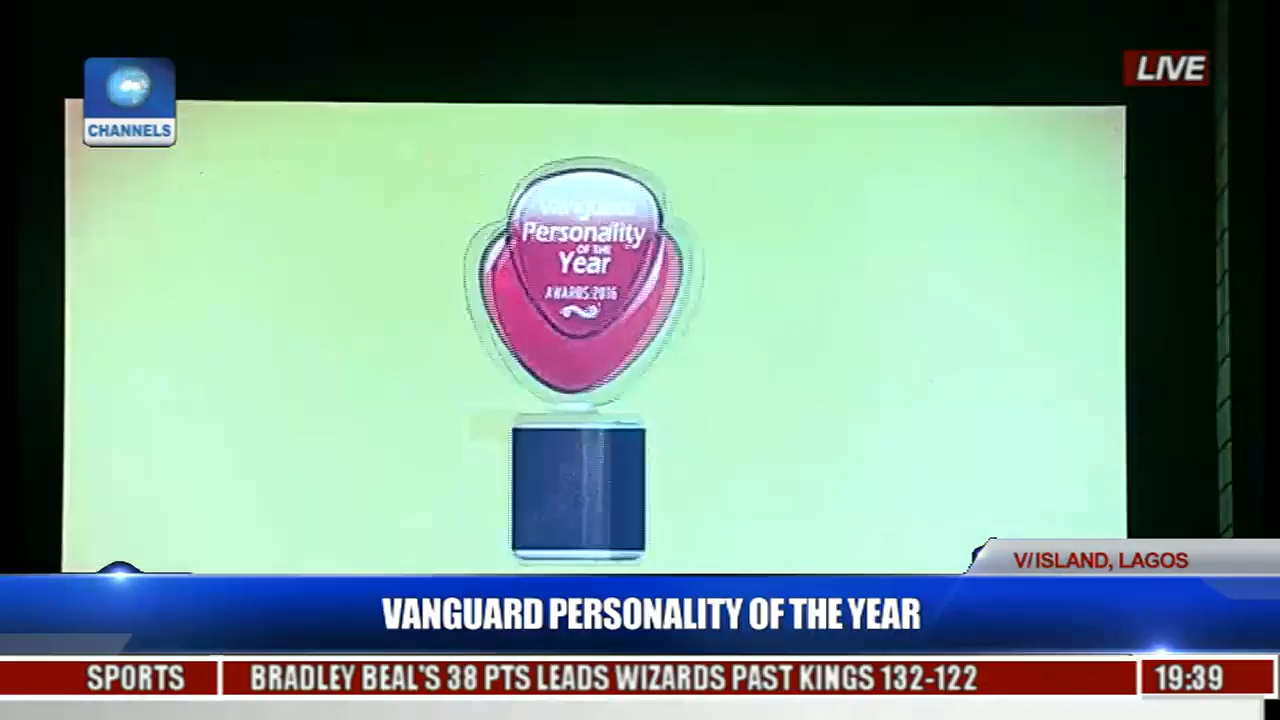 CHANNELS
LIVE
Vanguard
Personality
OF THE
Year
AWARDS 2016
V/ISLAND, LAGOS
VANGUARD PERSONALITY OF THE YEAR
SPORTS
BRADLEY BEAL'S 38 PTS LEADS WIZARDS PAST KINGS 132-122
19:39